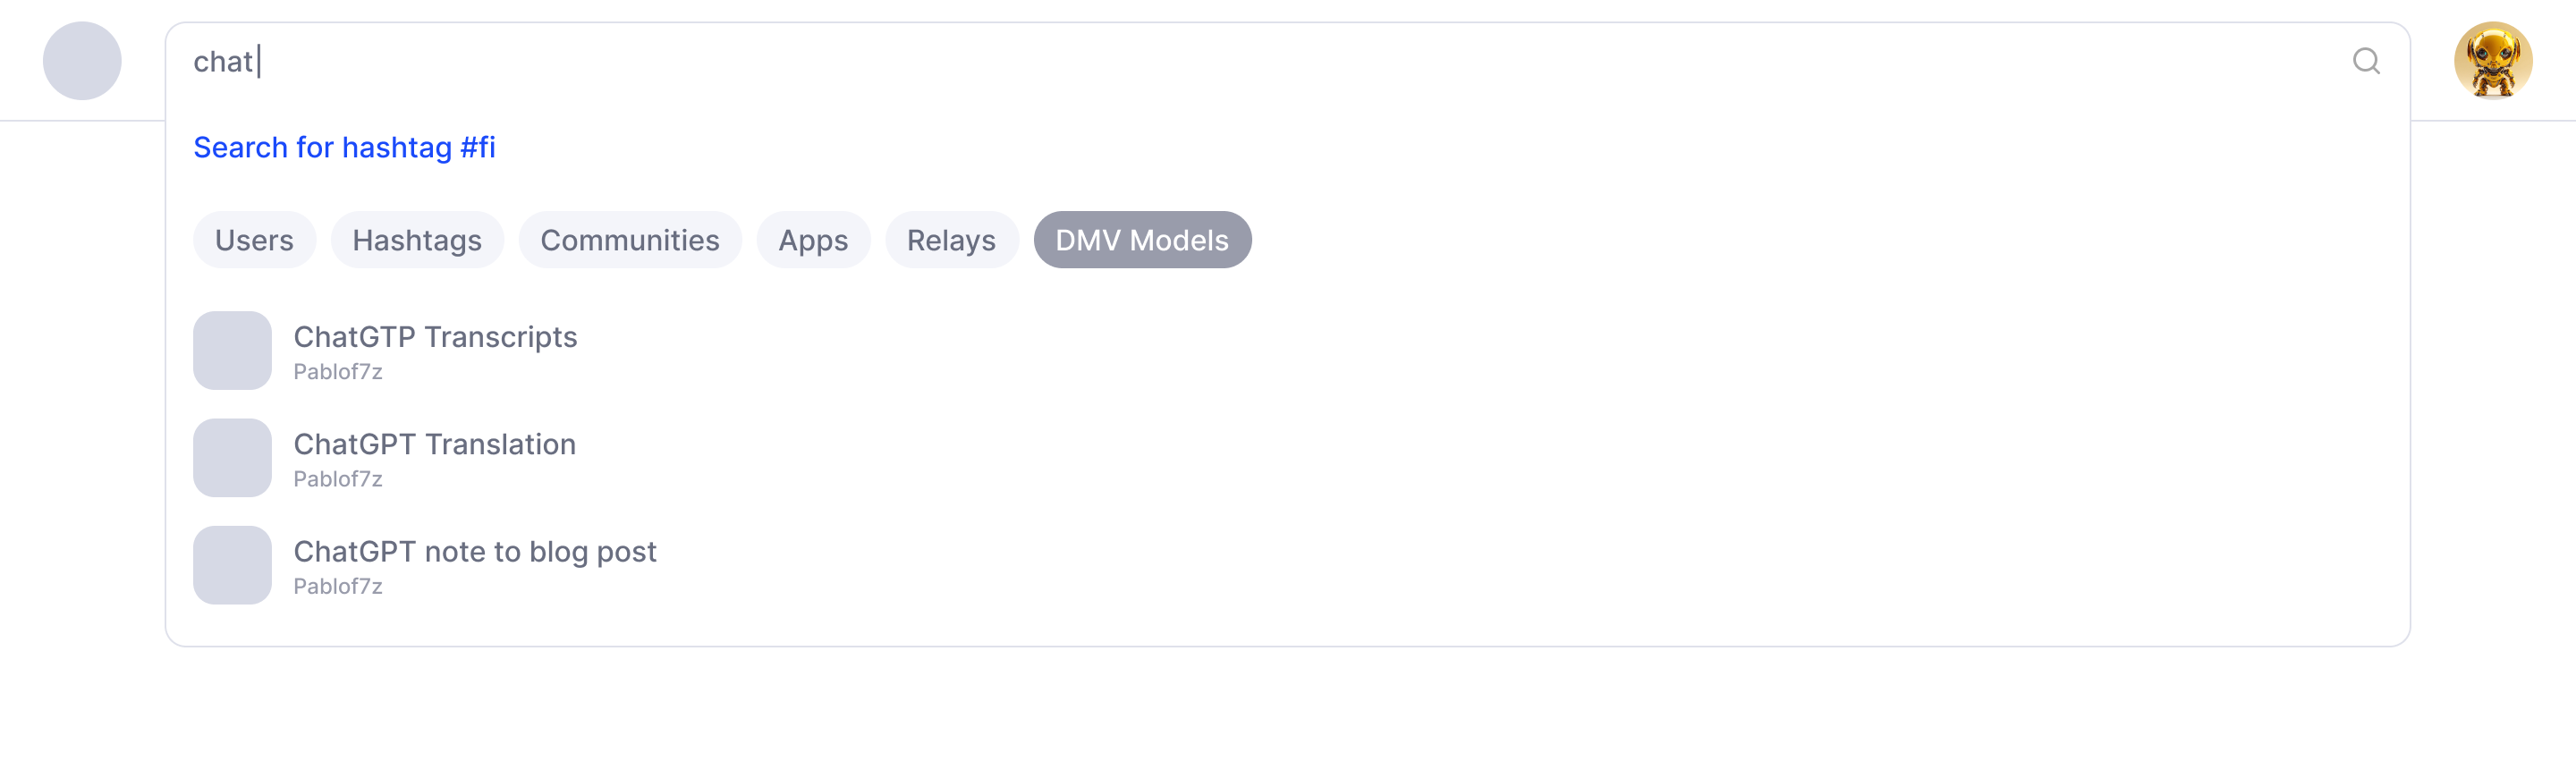 chat
Search for hashtag #fi
Users Hashtags Communities Apps Relays DMV Models
ChatGTP Transcripts
Pablof7z
ChatGPT Translation
Pablof7z
ChatGPT note to blog post
Pablof7z